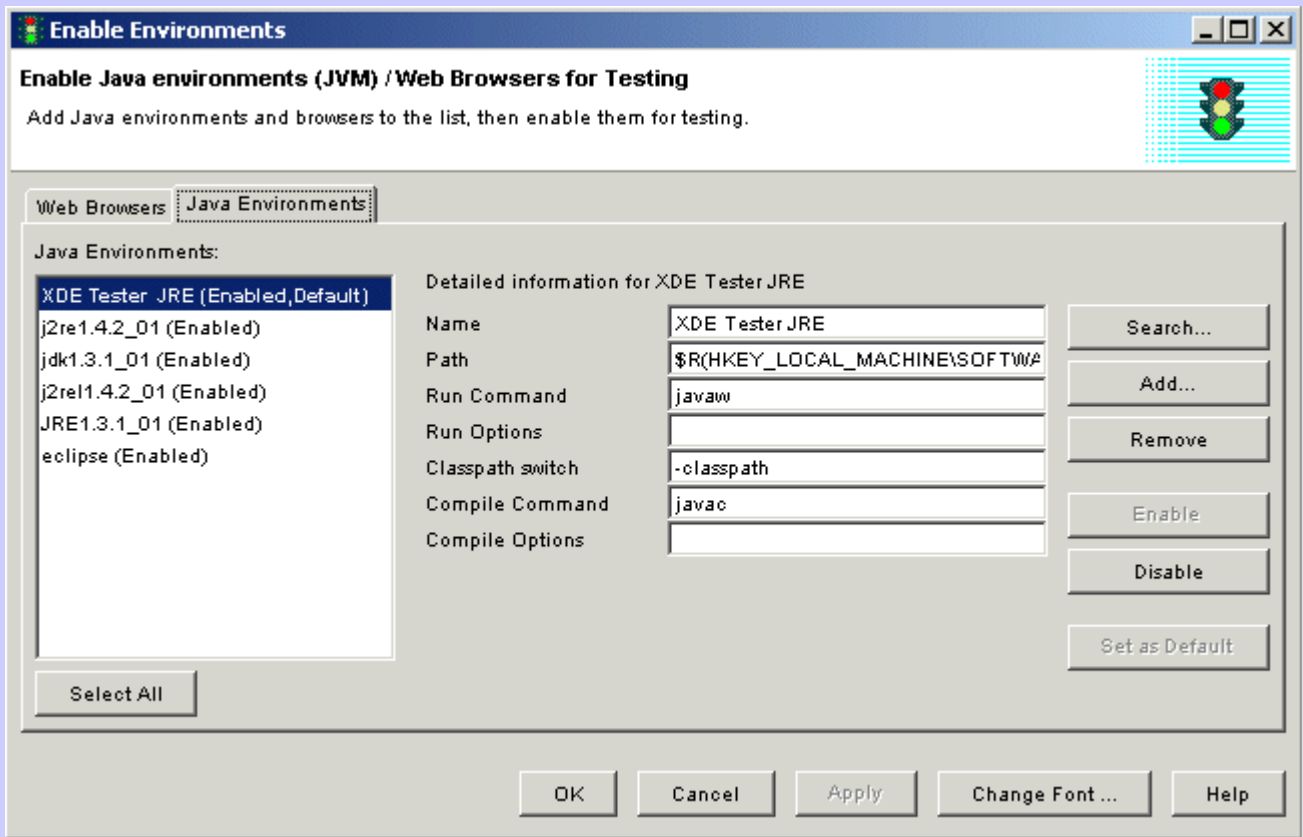 Enable Environments
Enable Java environments (JVM) / Web Browsers for Testing
Add Java environments and browsers to the list, then enable them for testing.
Web Browsers
Java Environments
Java Environments:
XDE Tester JRE (Enabled,Default)
j2re1.4.2_01 (Enabled)
jdk1.3.1_01 (Enabled)
j2rel1.4.2_01 (Enabled)
JRE1.3.1_01 (Enabled)
eclipse (Enabled)
Select All
Detailed information for XDE Tester JRE
Name XDE Tester JRE
Path $R(HKEY_LOCAL_MACHINE\SOFTWA
Run Command javaw
Run Options
Classpath switch -classpath
Compile Command javac
Compile Options
Search...
Add...
Remove
Enable
Disable
Set as Default
OK Cancel Apply Change Font ... Help